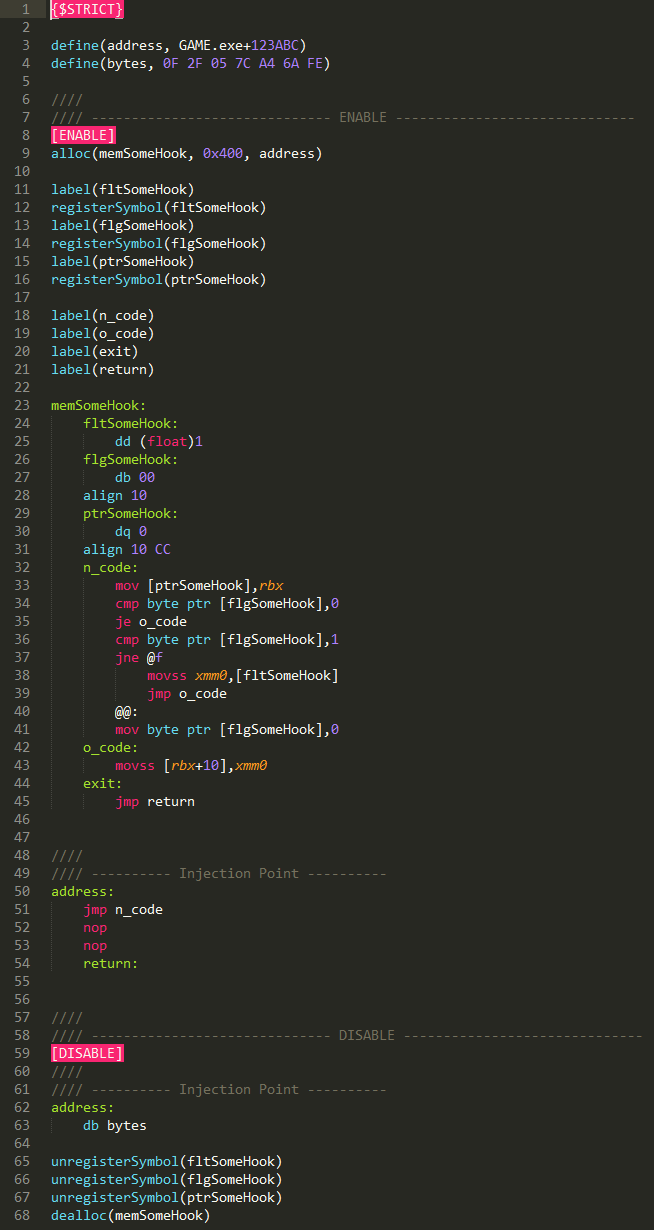 1 {$STRICT}
2
3 define(address, GAME.exe+123ABC)
4 define(bytes, 0F 2F 05 7C A4 6A FE)
5
6 ////
7 //// ------------------------------ ENABLE ------------------------------
8 [ENABLE]
9 alloc(memSomeHook, 0x400, address)
10
11 label(fltSomeHook)
12 registerSymbol(fltSomeHook)
13 label(flgSomeHook)
14 registerSymbol(flgSomeHook)
15 label(ptrSomeHook)
16 registerSymbol(ptrSomeHook)
17
18 label(n_code)
19 label(o_code)
20 label(exit)
21 label(return)
22
23 memSomeHook:
24     fltSomeHook:
25         dd (float)1
26     flgSomeHook:
27         db 00
28     align 10
29     ptrSomeHook:
30         dq 0
31     align 10 CC
32     n_code:
33         mov [ptrSomeHook],rbx
34         cmp byte ptr [flgSomeHook],0
35         je o_code
36         cmp byte ptr [flgSomeHook],1
37         jne @f
38             movss xmm0,[fltSomeHook]
39             jmp o_code
40         @@:
41         mov byte ptr [flgSomeHook],0
42     o_code:
43         movss [rbx+10],xmm0
44     exit:
45         jmp return
46
47
48 ////
49 //// ---------- Injection Point ----------
50 address:
51     jmp n_code
52     nop
53     nop
54     return:
55
56
57 ////
58 //// ------------------------------ DISABLE ------------------------------
59 [DISABLE]
60 ////
61 //// ---------- Injection Point ----------
62 address:
63     db bytes
64
65 unregisterSymbol(fltSomeHook)
66 unregisterSymbol(flgSomeHook)
67 unregisterSymbol(ptrSomeHook)
68 dealloc(memSomeHook)